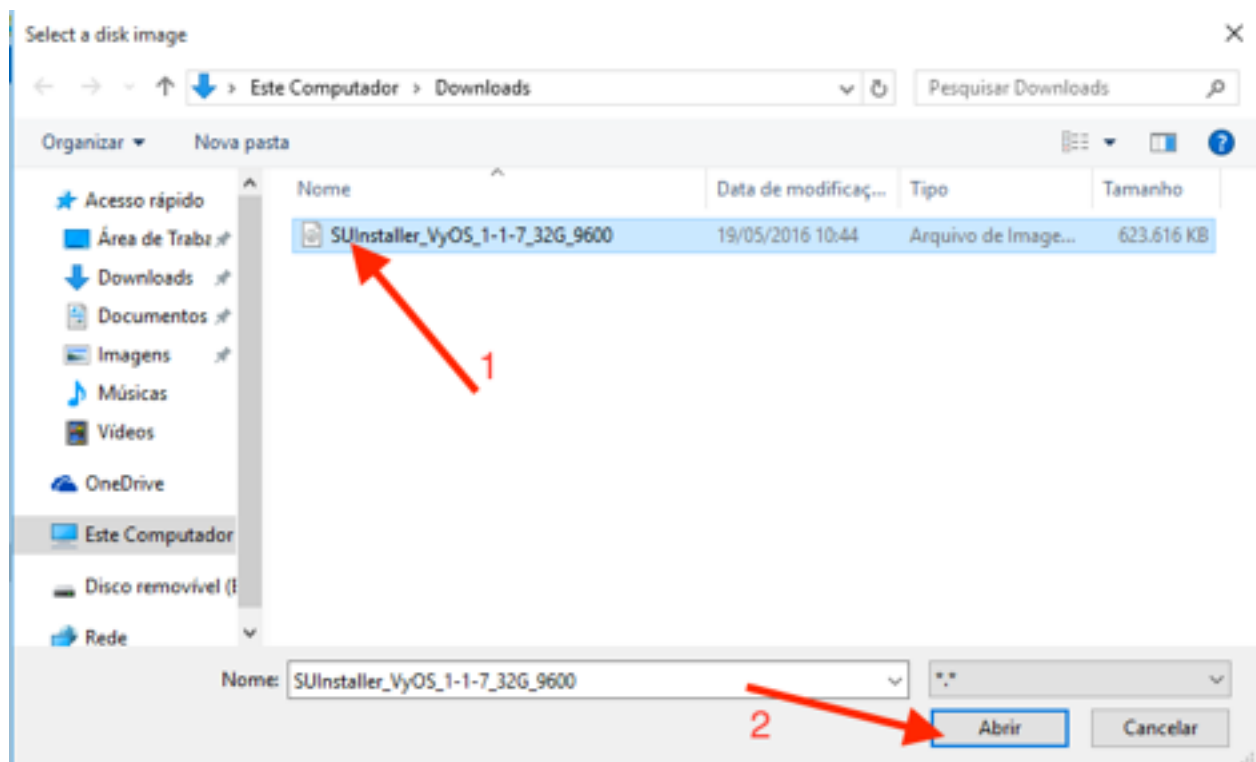 Select a disk image
Este Computador > Downloads
Pesquisar Downloads
Organizar
Nova pasta
Nome
Data de modificaç...
Tipo
Tamanho
Acesso rápido
SUInstaller_VyOS_1-1-7_32G_9600
19/05/2016 10:44
Arquivo de Image...
623.616 KB
Área de Traba
Downloads
Documentos
Imagens
1
Músicas
Vídeos
OneDrive
Este Computador
Disco removível (
Rede
Nome:
SUInstaller_VyOS_1-1-7_32G_9600
*.*
2
Abrir
Cancelar